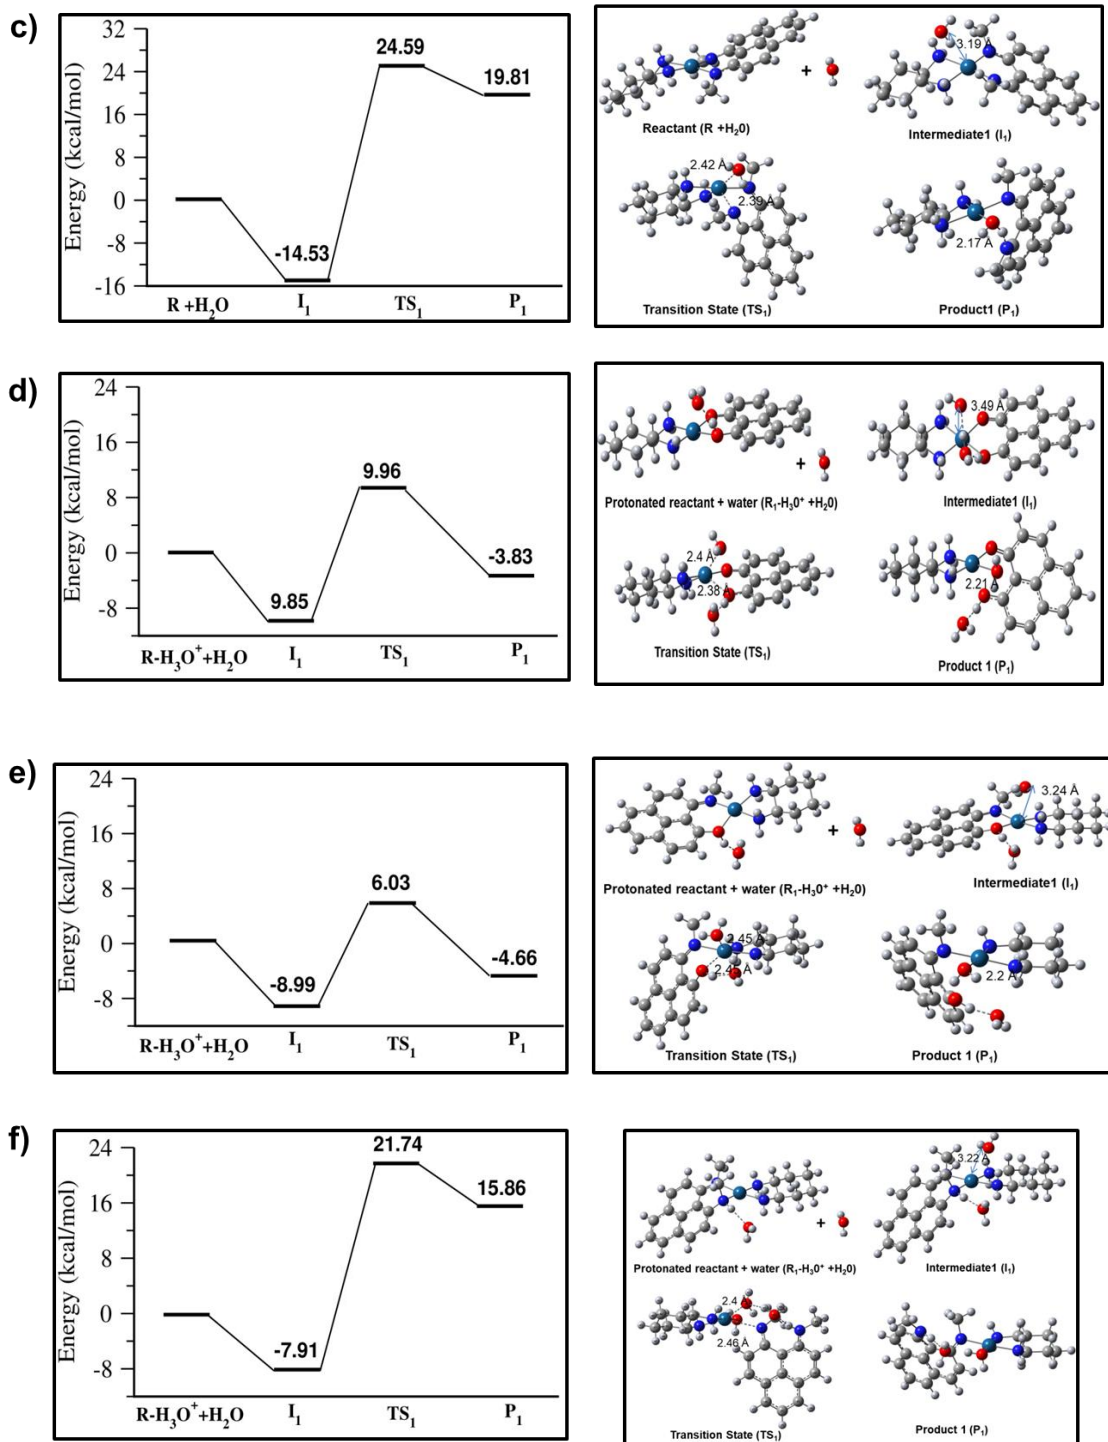 c)
Energy (kcal/mol)
32
24
16
8
0
-8
-16
-14.53
24.59
19.81
R +H2O
I1
TS1
P1
3.19 Å
+
Reactant (R +H20)
Intermediate1 (I1)
2.42 Å
2.39 Å
2.17 Å
Transition State (TS1)
Product1 (P1)
d)
Energy (kcal/mol)
24
16
8
0
-8
9.85
9.96
-3.83
R-H3O++H2O
I1
TS1
P1
3.49 Å
+
Protonated reactant + water (R1-H30+ +H20)
Intermediate1 (I1)
2.4 Å
2.38 Å
2.21 Å
Transition State (TS1)
Product 1 (P1)
e)
Energy (kcal/mol)
24
16
8
0
-8
-8.99
6.03
-4.66
R-H3O++H2O
I1
TS1
P1
3.24 Å
+
Protonated reactant + water (R1-H30+ +H20)
Intermediate1 (I1)
2.45 Å
2.45 Å
2.2 Å
Transition State (TS1)
Product 1 (P1)
f)
Energy (kcal/mol)
24
16
8
0
-8
-7.91
21.74
15.86
R-H3O++H2O
I1
TS1
P1
3.22 Å
+
Protonated reactant + water (R1-H30+ +H20)
Intermediate1 (I1)
2.4
2.46 Å
Transition State (TS1)
Product 1 (P1)